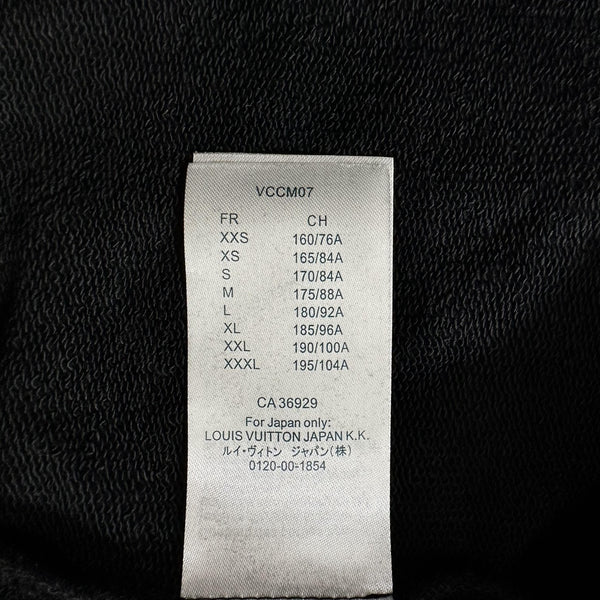 VCCM07
FR CH
XXS 160/76A
XS 165/84A
S 170/84A
M 175/88A
L 180/92A
XL 185/96A
XXL 190/100A
XXXL 195/104A
CA 36929
For Japan only:
LOUIS VUITTON JAPAN K.K.
ルイ・ヴィトン ジャパン(株)
0120-00-1854